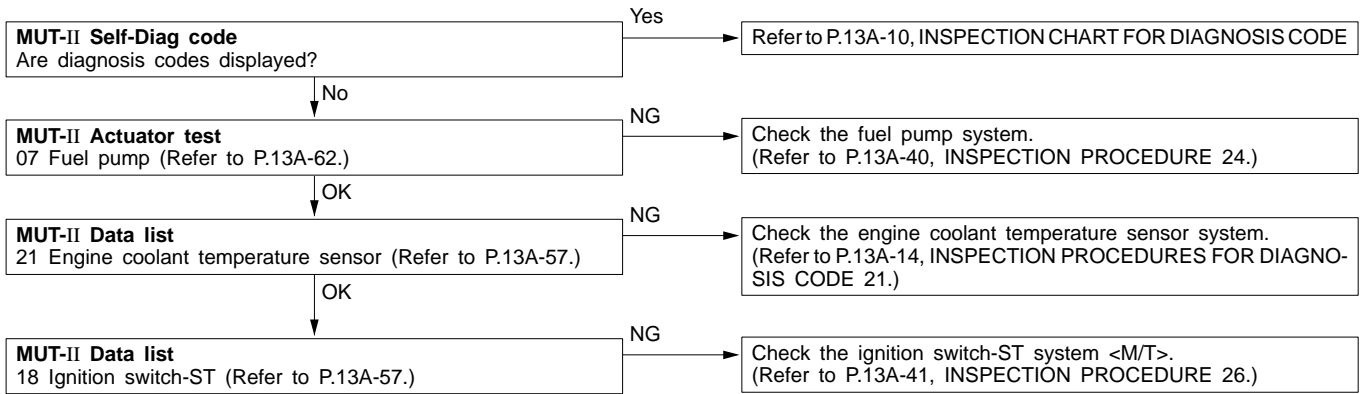 MUT-II Self-Diag code
Are diagnosis codes displayed?
Yes
Refer to P.13A-10, INSPECTION CHART FOR DIAGNOSIS CODE
No
MUT-II Actuator test
07 Fuel pump (Refer to P.13A-62.)
NG
Check the fuel pump system.
(Refer to P.13A-40, INSPECTION PROCEDURE 24.)
OK
MUT-II Data list
21 Engine coolant temperature sensor (Refer to P.13A-57.)
NG
Check the engine coolant temperature sensor system.
(Refer to P.13A-14, INSPECTION PROCEDURES FOR DIAGNO-
SIS CODE 21.)
OK
MUT-II Data list
18 Ignition switch-ST (Refer to P.13A-57.)
NG
Check the ignition switch-ST system <M/T>.
(Refer to P.13A-41, INSPECTION PROCEDURE 26.)